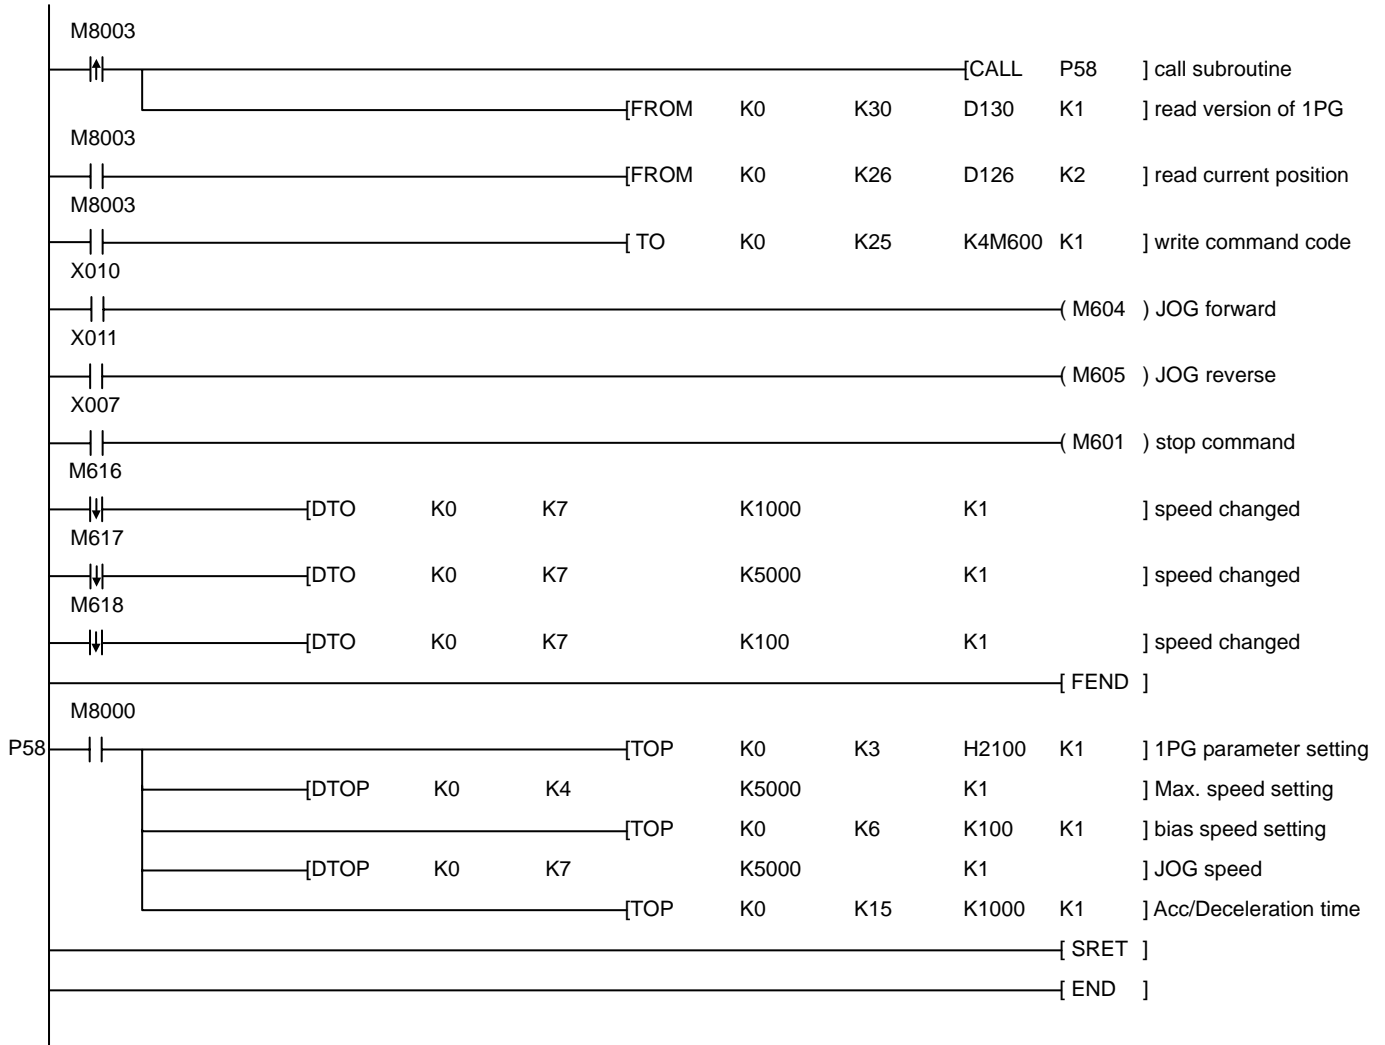 M8003
[CALL P58 ] call subroutine
[FROM K0 K30 D130 K1 ] read version of 1PG
M8003
[FROM K0 K26 D126 K2 ] read current position
M8003
[ TO K0 K25 K4M600 K1 ] write command code
X010
( M604 ) JOG forward
X011
( M605 ) JOG reverse
X007
( M601 ) stop command
M616
[DTO K0 K7 K1000 K1 ] speed changed
M617
[DTO K0 K7 K5000 K1 ] speed changed
M618
[DTO K0 K7 K100 K1 ] speed changed
[ FEND ]
M8000
P58 [TOP K0 K3 H2100 K1 ] 1PG parameter setting
[DTOP K0 K4 K5000 K1 ] Max. speed setting
[TOP K0 K6 K100 K1 ] bias speed setting
[DTOP K0 K7 K5000 K1 ] JOG speed
[TOP K0 K15 K1000 K1 ] Acc/Deceleration time
[ SRET ]
[ END ]